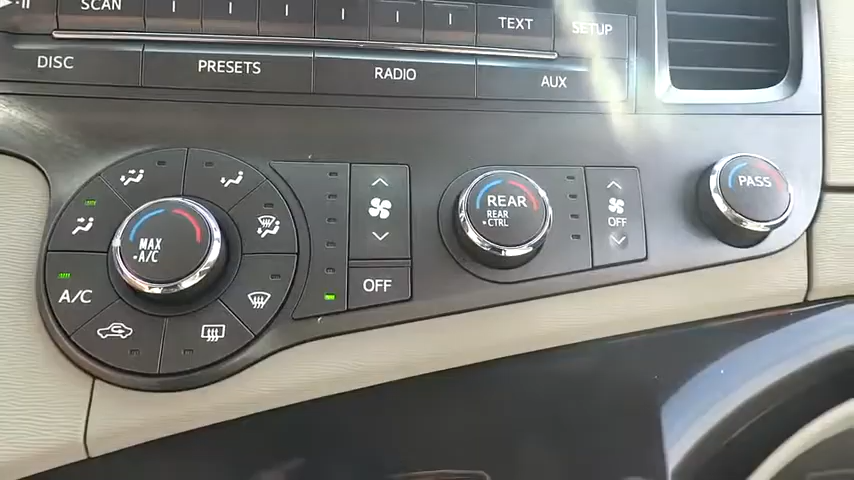 SCAN
TEXT
SETUP
DISC
PRESETS
RADIO
AUX
MAX
A/C
A/C
OFF
REAR
REAR
CTRL
OFF
PASS